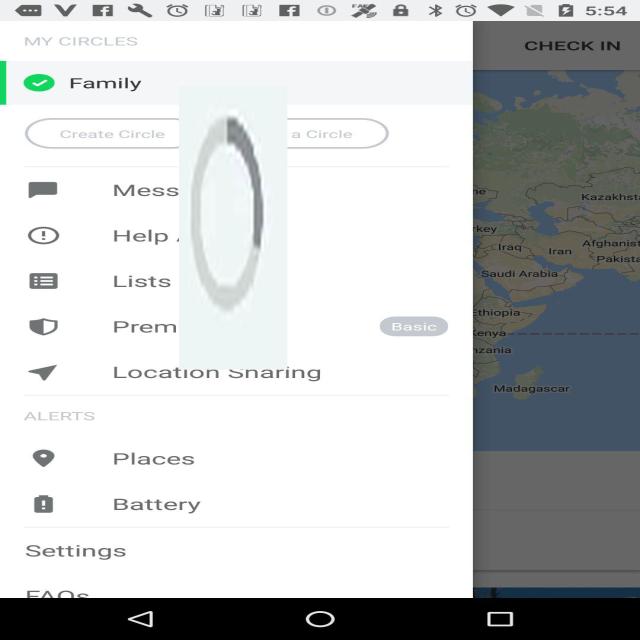 5:54
MY CIRCLES
CHECK IN
Family
Create Circle
a Circle
Mess
Help
Lists
Prem
Basic
Location Sharing
ALERTS
Places
Battery
Settings
FAQs
Kazakhst
rkey
Iraq
Iran
Afghanist
Pakista
Saudi Arabia
Ethiopia
Kenya
nzania
Madagascar